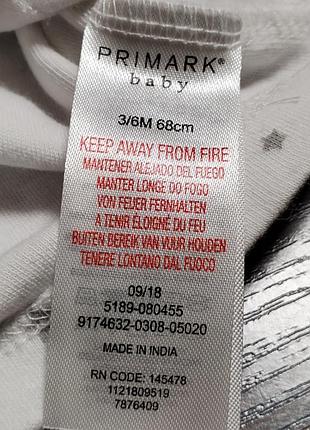 PRIMARK®
baby
3/6M 68cm
KEEP AWAY FROM FIRE
MANTENER ALEJADO DEL FUEGO
MANTER LONGE DO FOGO
VON FEUER FERNHALTEN
A TENIR ÉLOIGNÉ DU FEU
BUITEN BEREIK VAN VUUR HOUDEN
TENERE LONTANO DAL FUOCO
09/18
5189-080455
9174632-0308-05020
MADE IN INDIA
RN CODE: 145478
1121809519
7876409